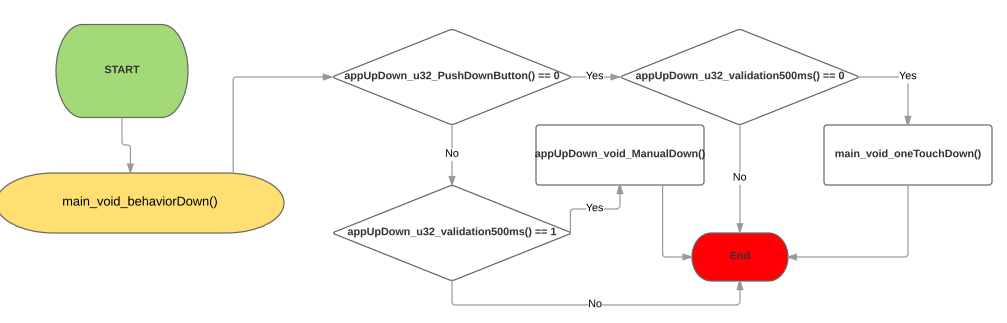 START
main_void_behaviorDown()
appUpDown_u32_PushDownButton() == 0
Yes
appUpDown_u32_validation500ms() == 0
Yes
No
appUpDown_void_ManualDown()
main_void_oneTouchDown()
No
appUpDown_u32_validation500ms() == 1
Yes
End
No